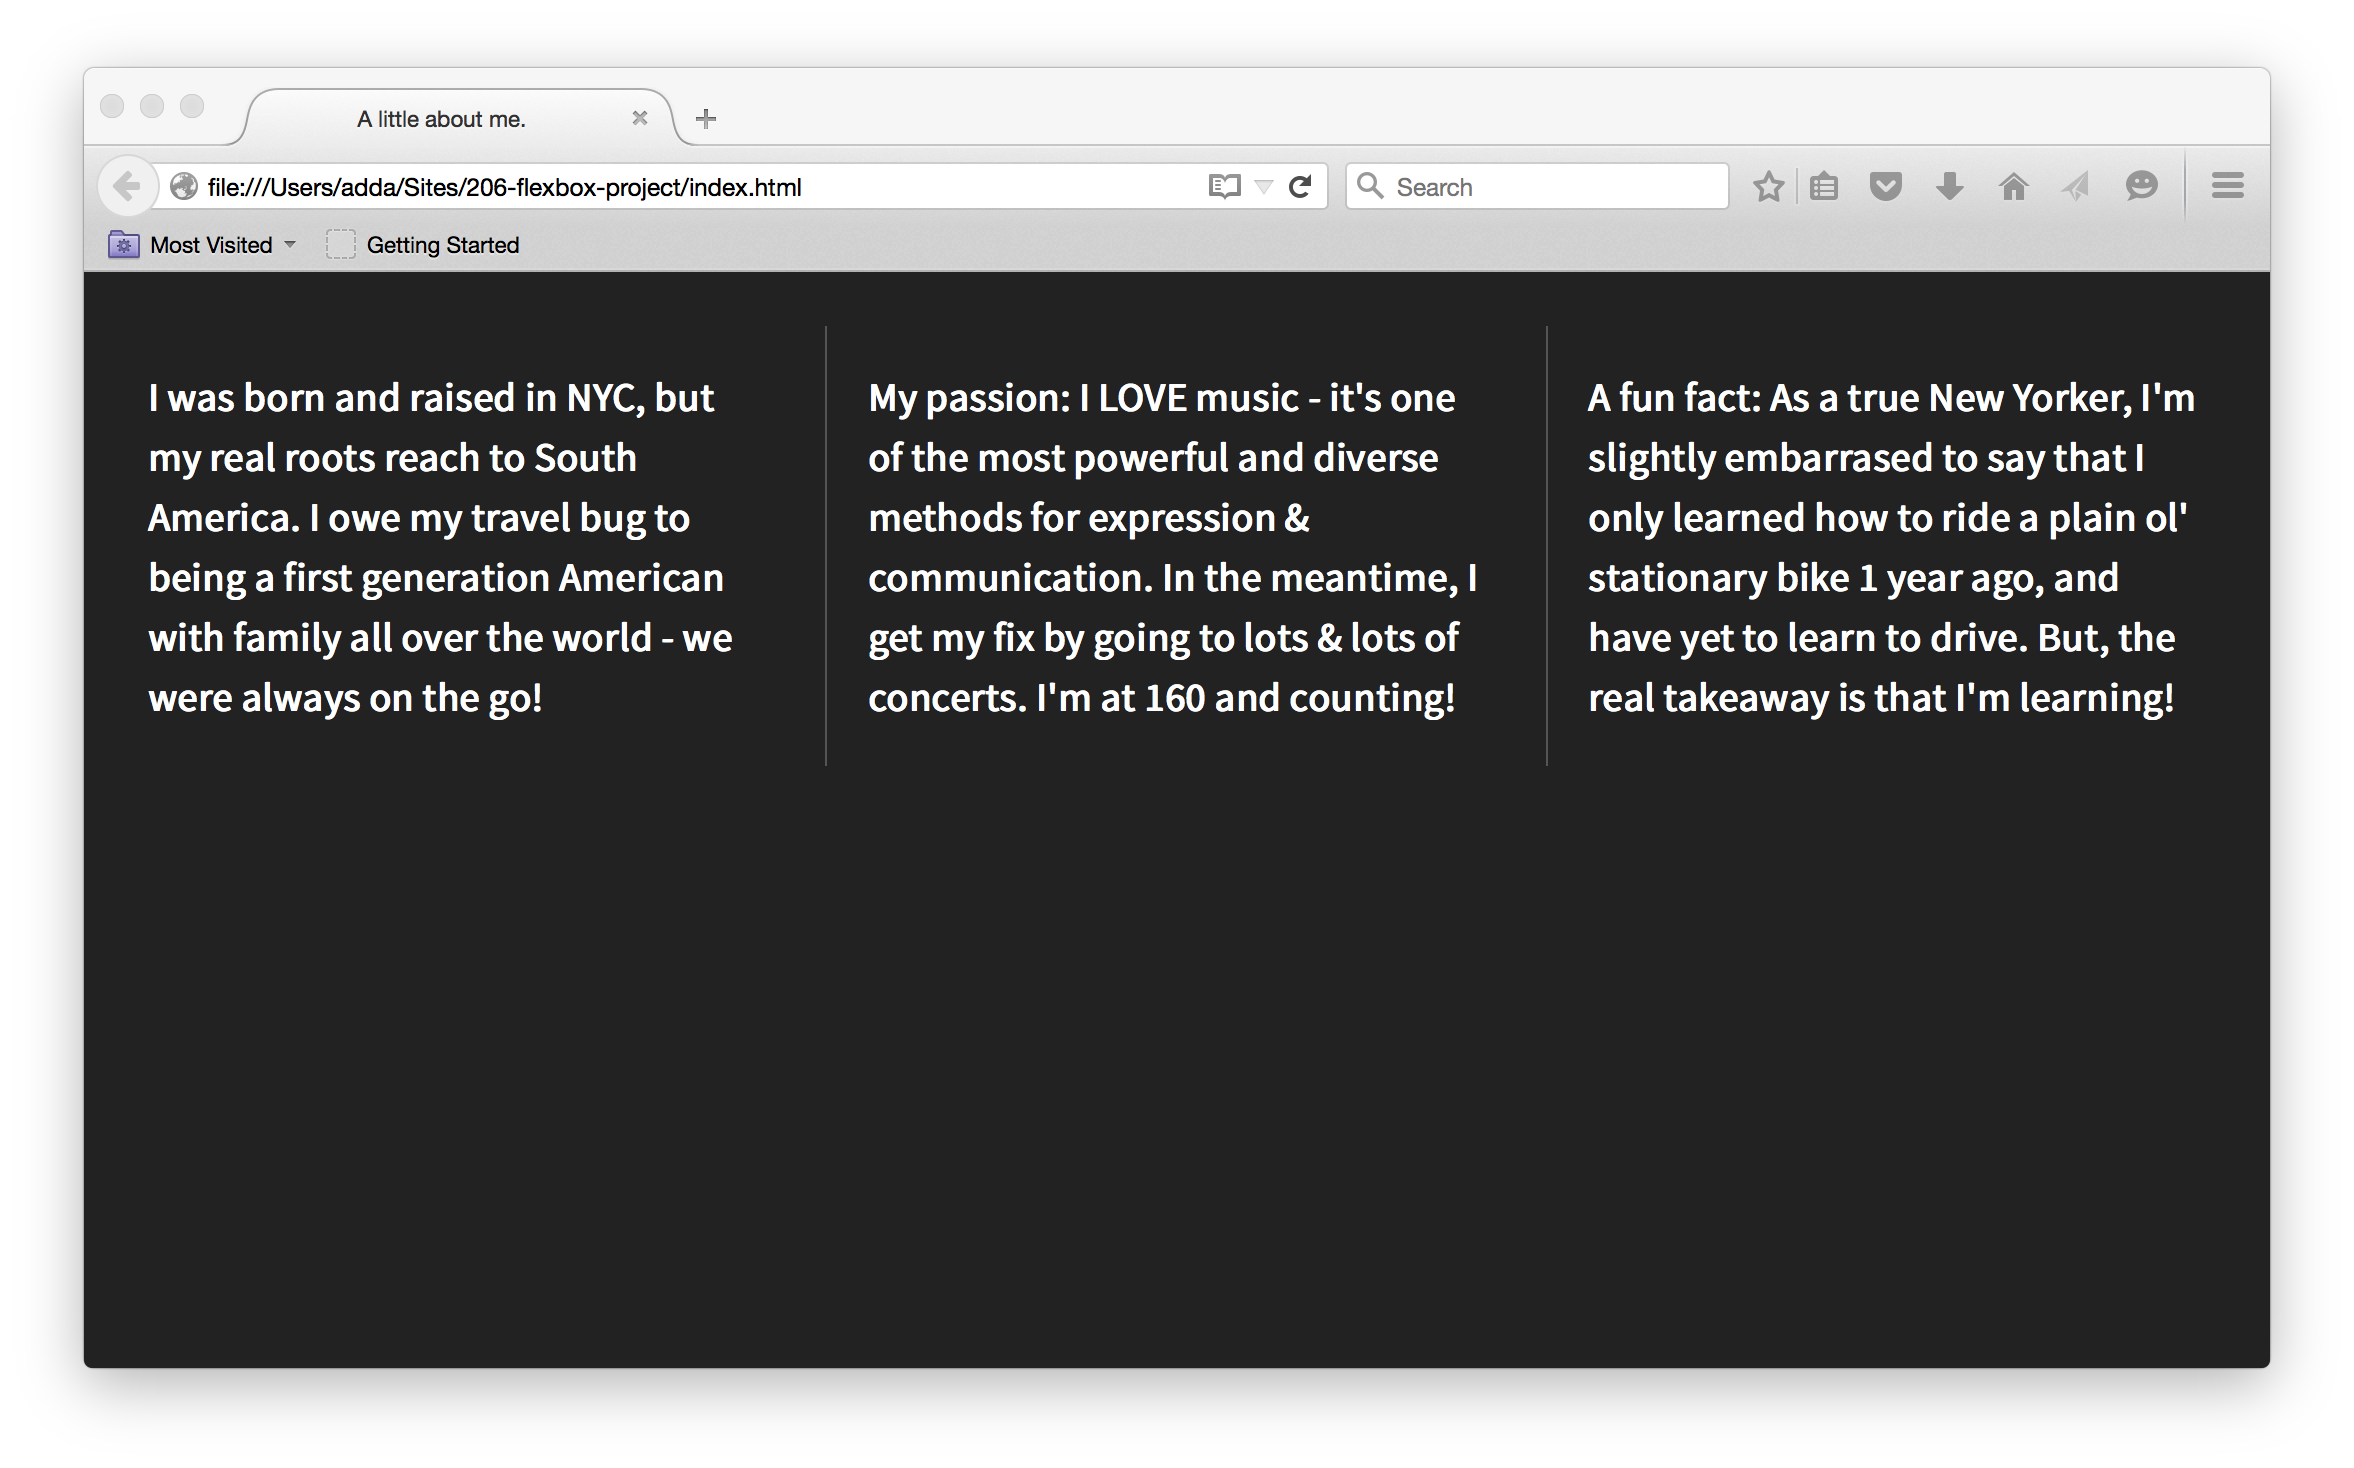 A little about me.
file:///Users/adda/Sites/206-flexbox-project/index.html
Search
Most Visited
Getting Started
I was born and raised in NYC, but
my real roots reach to South
America. I owe my travel bug to
being a first generation American
with family all over the world - we
were always on the go!
My passion: I LOVE music - it's one
of the most powerful and diverse
methods for expression &
communication. In the meantime, I
get my fix by going to lots & lots of
concerts. I'm at 160 and counting!
A fun fact: As a true New Yorker, I'm
slightly embarrased to say that I
only learned how to ride a plain ol'
stationary bike 1 year ago, and
have yet to learn to drive. But, the
real takeaway is that I'm learning!